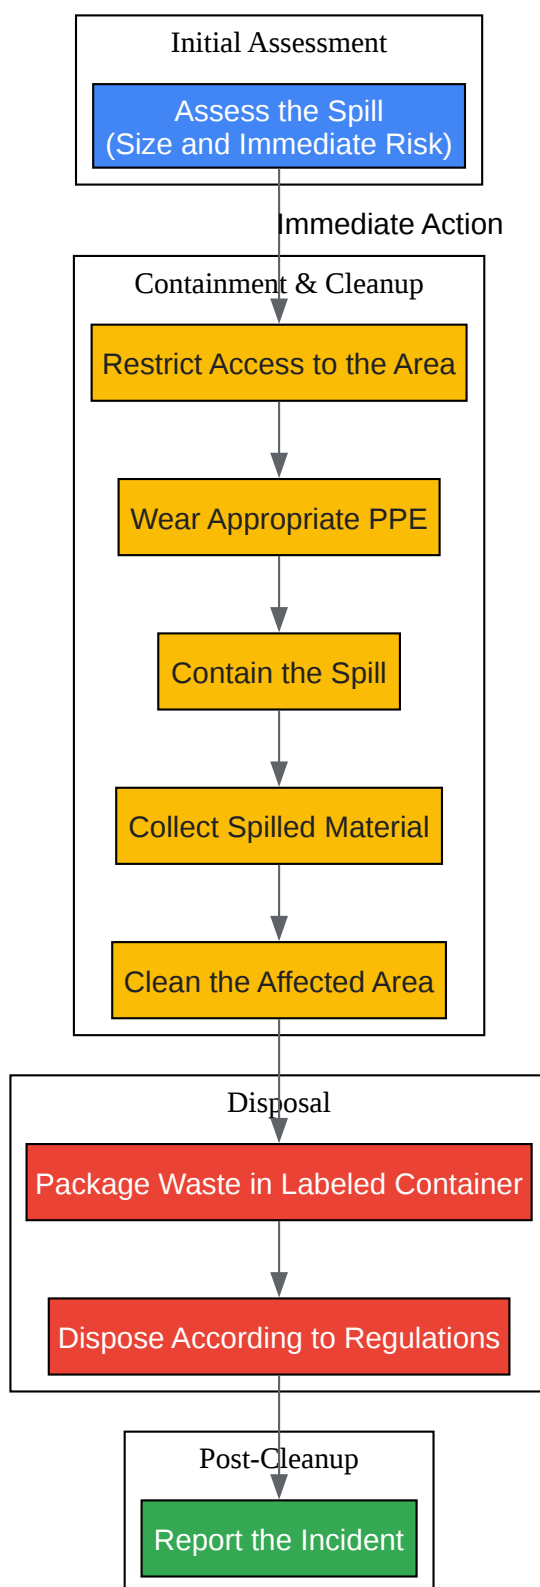 Initial Assessment
Assess the Spill
(Size and Immediate Risk)
Immediate Action
Containment & Cleanup
Restrict Access to the Area
Wear Appropriate PPE
Contain the Spill
Collect Spilled Material
Clean the Affected Area
Disposal
Package Waste in Labeled Container
Dispose According to Regulations
Post-Cleanup
Report the Incident